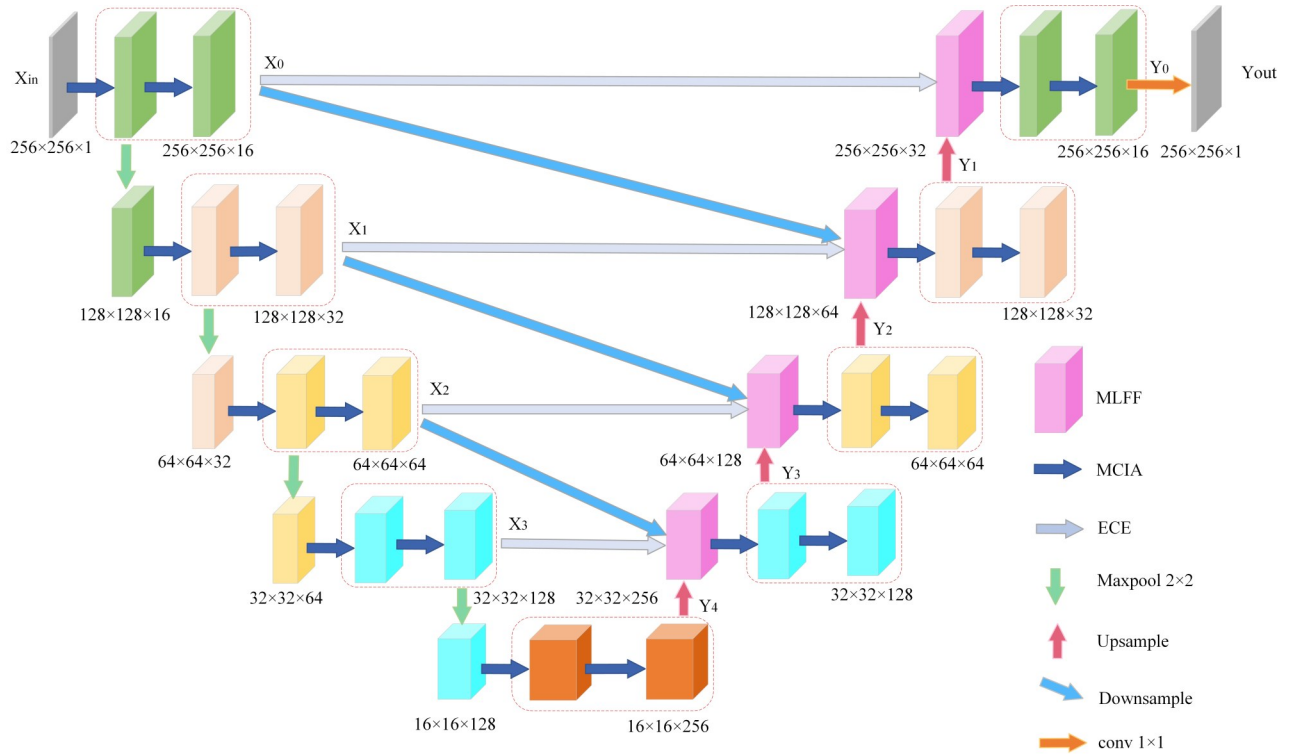 Xin
X0
Y0
Yout
256×256×1
256×256×16
256×256×32
256×256×16
256×256×1
Y1
X1
128×128×16
128×128×32
128×128×64
128×128×32
Y2
X2
MLFF
64×64×32
64×64×64
64×64×128
64×64×64
MCIA
Y3
X3
ECE
32×32×64
32×32×128
32×32×256
32×32×128
Maxpool 2×2
Y4
Upsample
16×16×128
16×16×256
Downsample
conv 1×1